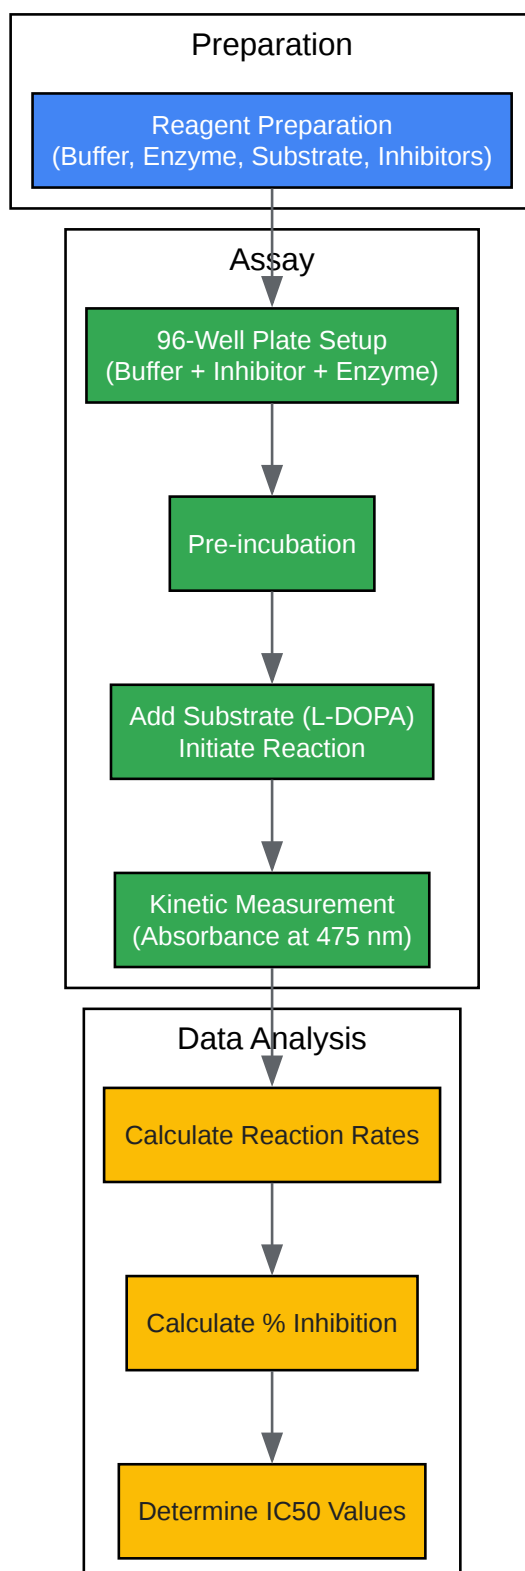 Preparation
Reagent Preparation
(Buffer, Enzyme, Substrate, Inhibitors)
Assay
96-Well Plate Setup
(Buffer + Inhibitor + Enzyme)
Pre-incubation
Add Substrate (L-DOPA)
Initiate Reaction
Kinetic Measurement
(Absorbance at 475 nm)
Data Analysis
Calculate Reaction Rates
Calculate % Inhibition
Determine IC50 Values